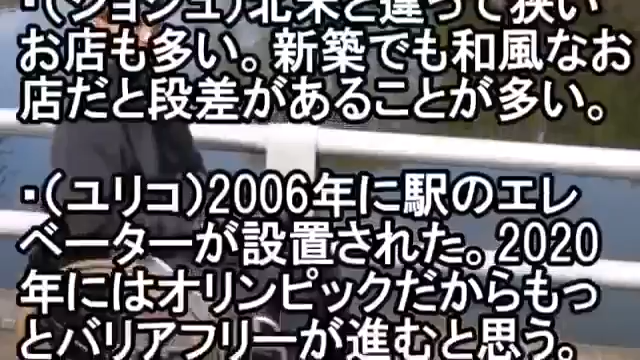 ・（ジョシュ）北米と違って狭い
お店も多い。新築でも和風なお
店だと段差があることが多い。
・（ユリコ）2006年に駅のエレ
ベーターが設置された。2020
年にはオリンピックだからもっ
とバリアフリーが進むと思う。